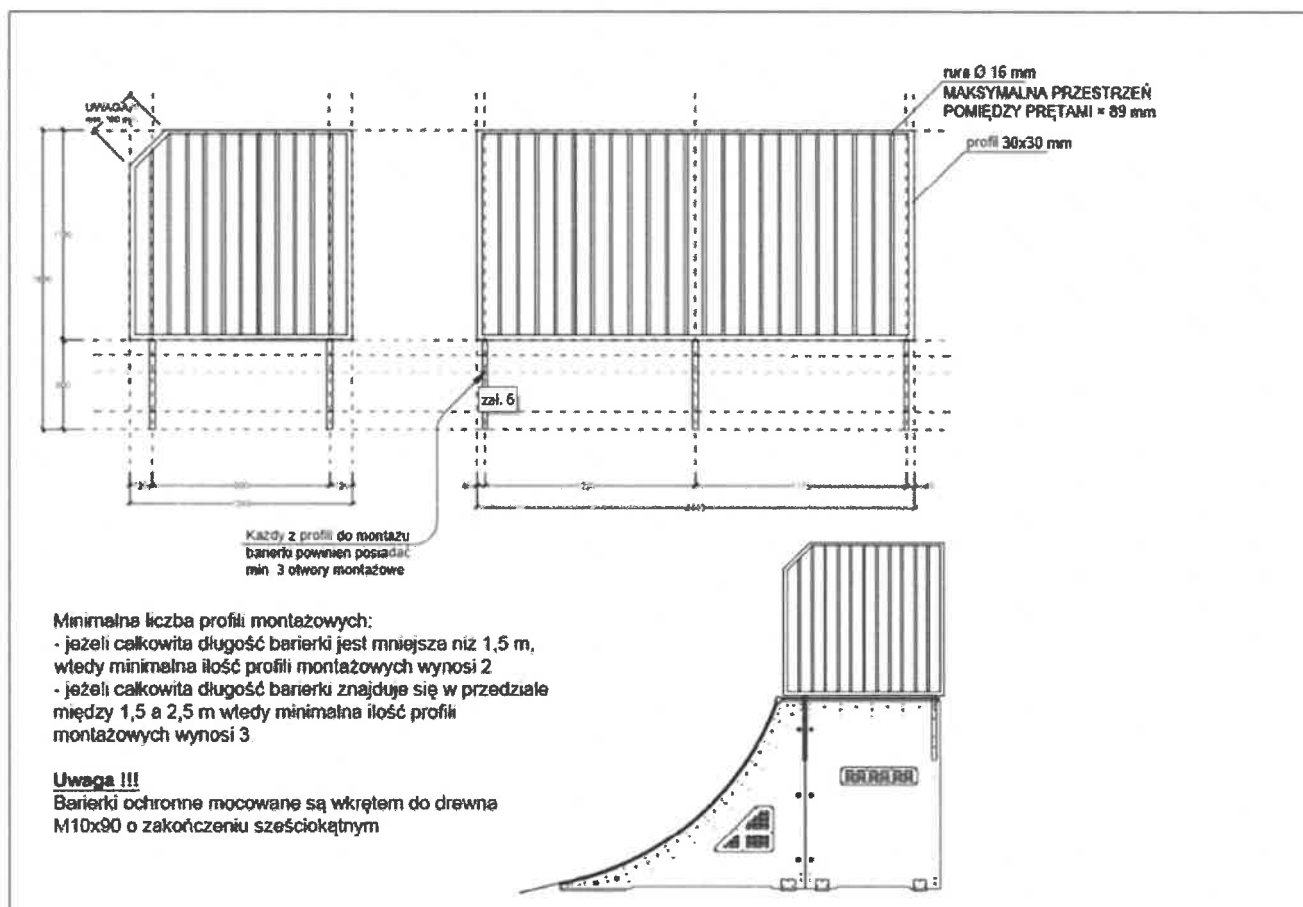 rura Ø 16 mm
MAKSYMALNA PRZESTRZEŃ
POMIĘDZY PRĘTAMI = 89 mm
profil 30x30 mm
UWAGA!
zał. 6
Każdy z profili do montażu
barierki powinien posiadać
min. 3 otwory montażowe
Minimalna liczba profili montażowych:
- jeżeli całkowita długość barierki jest mniejsza niż 1,5 m,
wtedy minimalna ilość profili montażowych wynosi 2
- jeżeli całkowita długość barierki znajduje się w przedziale
między 1,5 a 2,5 m wtedy minimalna ilość profili
montażowych wynosi 3
Uwaga !!!
Barierki ochronne mocowane są wkrętem do drewna
M10x90 o zakończeniu sześciokątnym